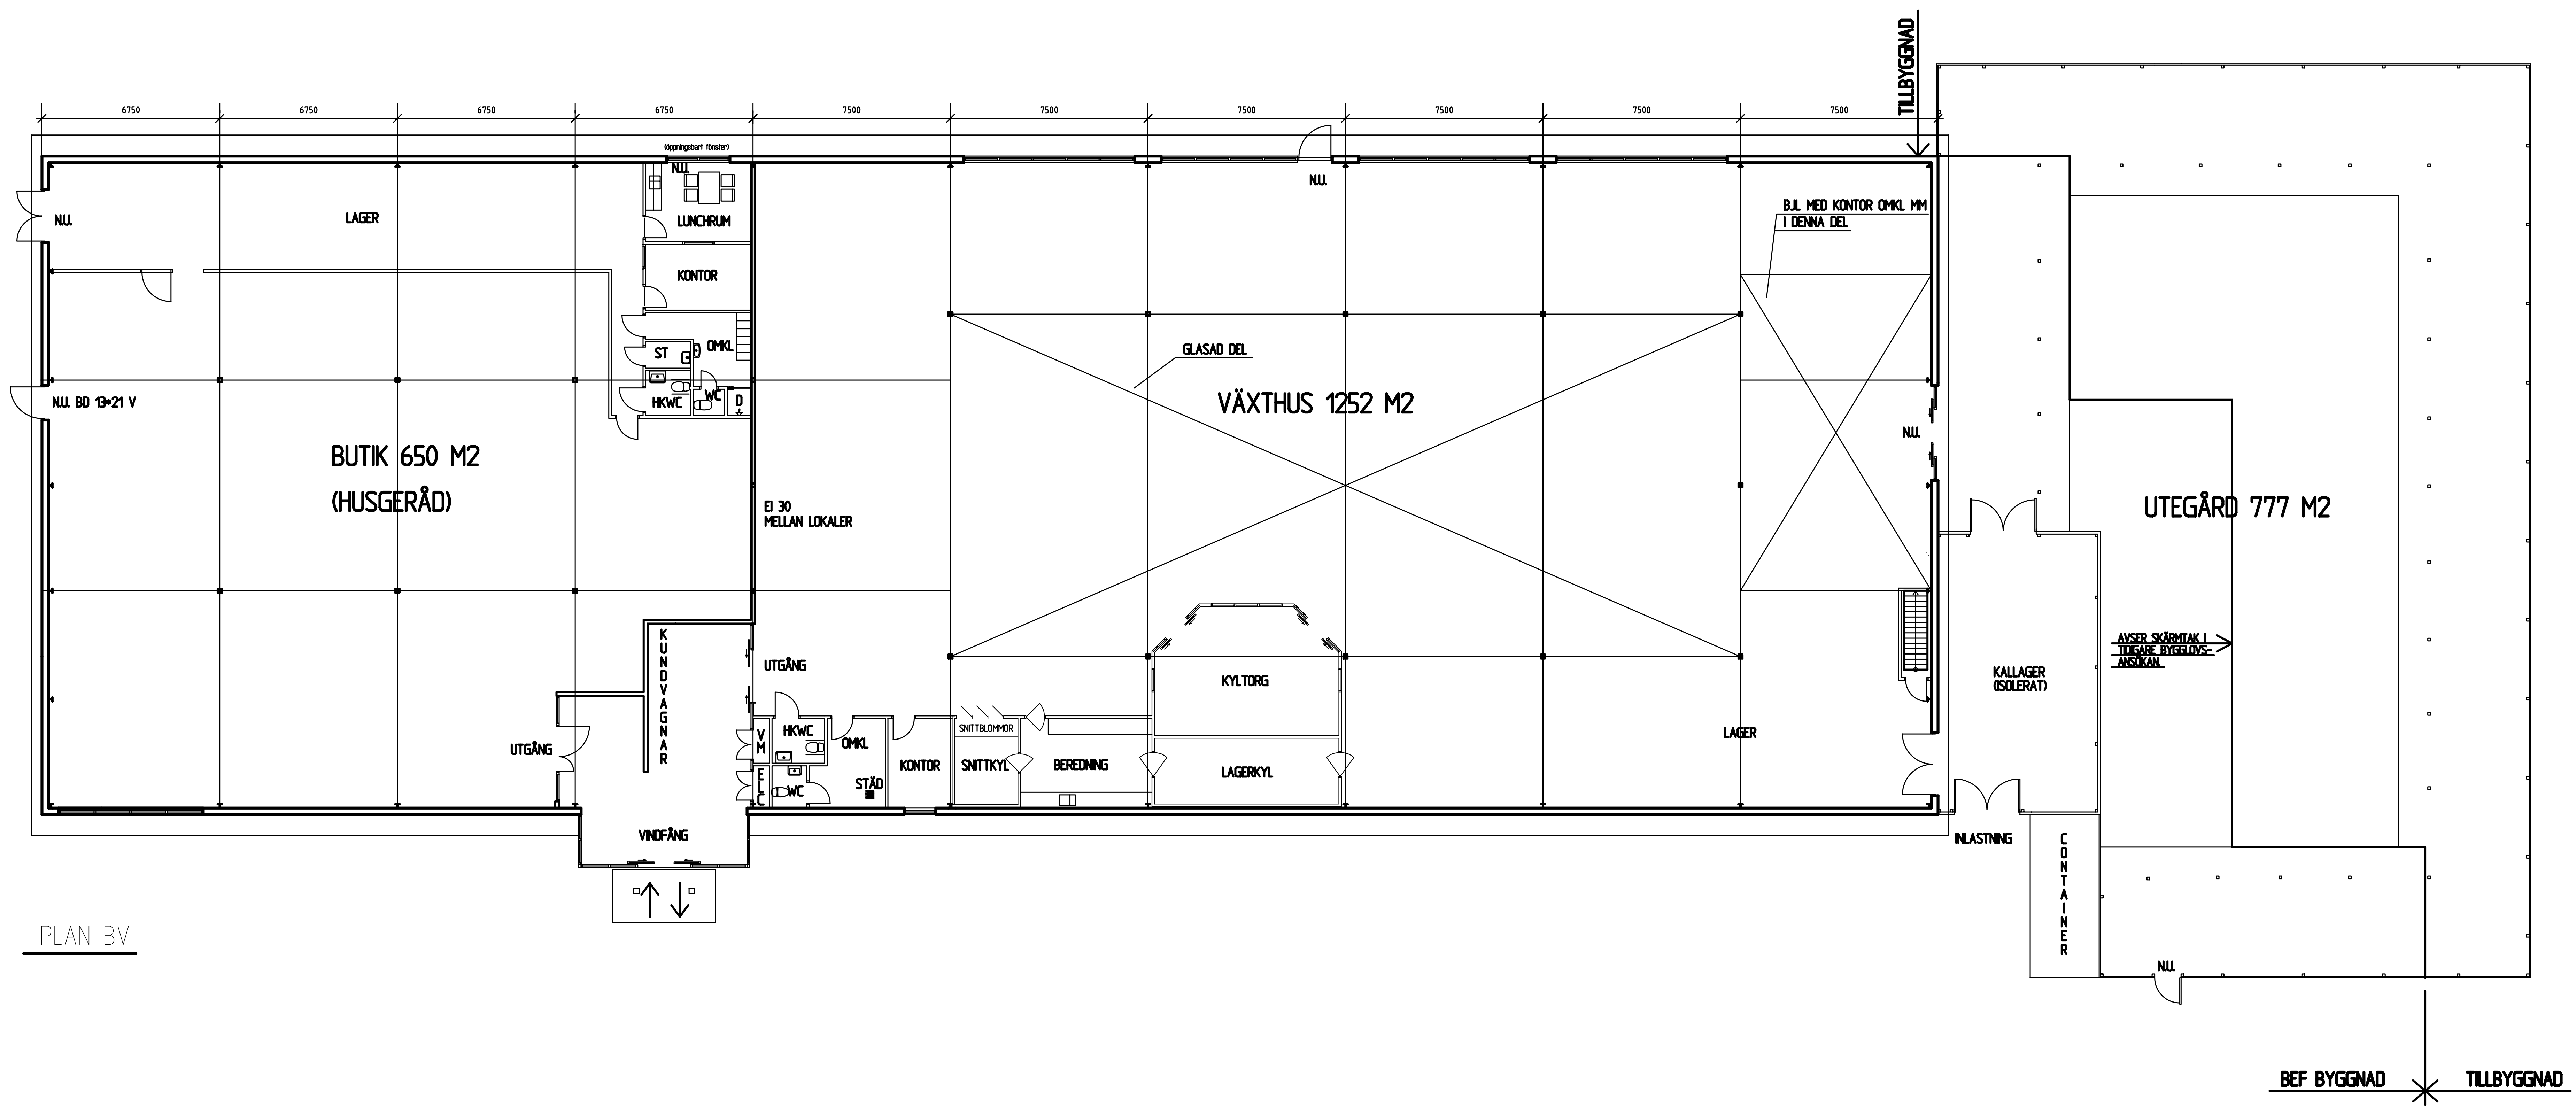 TILLBYGGNAD
6750
6750
6750
6750
7500
7500
7500
7500
7500
7500
(öppningsbart fönster)
N.U.
N.U.
LAGER
LUNCHRUM
N.U.
BJL MED KONTOR OMKL MM
I DENNA DEL
KONTOR
ST
OMKL
GLASAD DEL
N.U. BD 13*21 V
HKWC
WC
D
VÄXTHUS 1252 M2
N.U.
BUTIK 650 M2
(HUSGERÅD)
EI 30
MELLAN LOKALER
UTEGÅRD 777 M2
KUNDVAGNAR
UTGÅNG
KYLTORG
AVSER SKÄRMTAK I
TIDIGARE BYGGLOVS-
ANSÖKAN.
KALLAGER
(ISOLERAT)
UTGÅNG
VM
HKWC
OMKL
SNITTBLOMMOR
LAGER
ELC
WC
STÄD
KONTOR
SNITTKYL
BEREDNING
LAGERKYL
VINDFÅNG
INLASTNING
CONTAINER
PLAN BV
N.U.
BEF BYGGNAD
TILLBYGGNAD